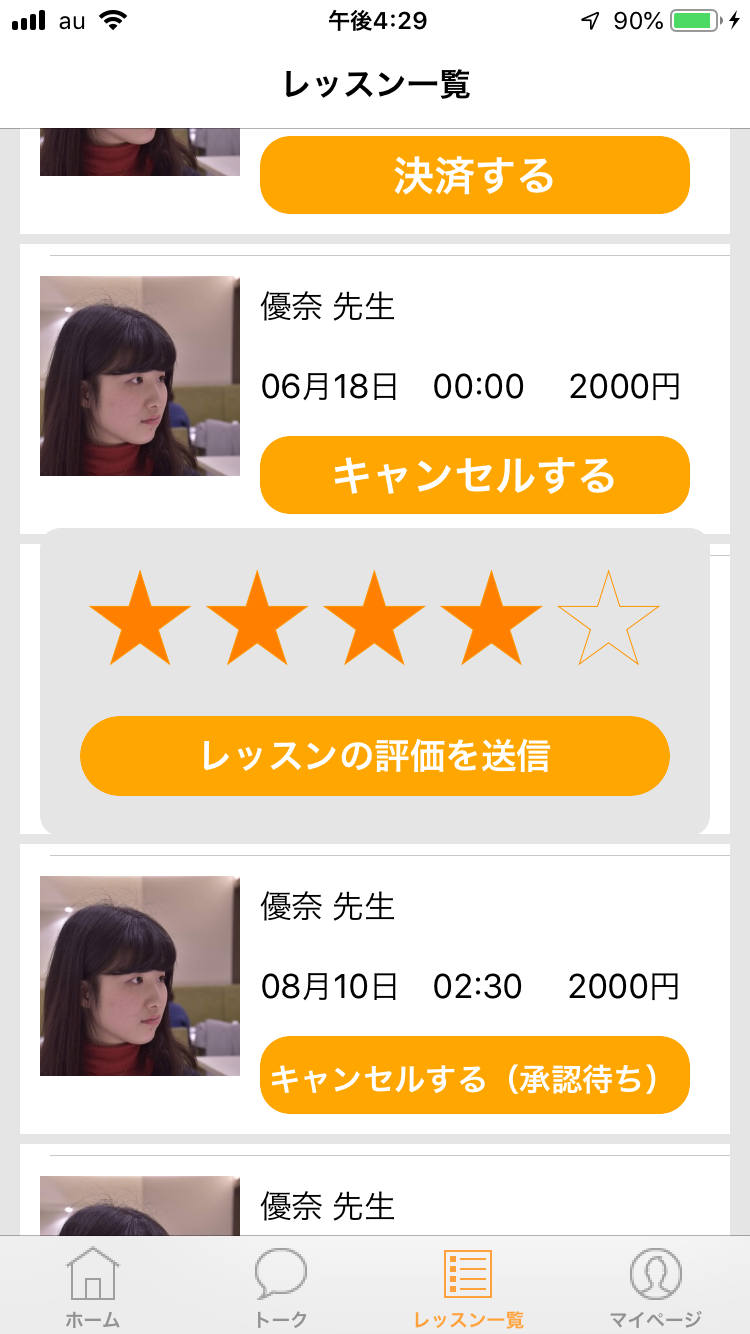 au 午後4:29 90%
レッスン一覧
決済する
優奈 先生
06月18日 00:00 2000円
キャンセルする
レッスンの評価を送信
優奈 先生
08月10日 02:30 2000円
キャンセルする（承認待ち）
優奈 先生
ホーム トーク レッスン一覧 マイページ